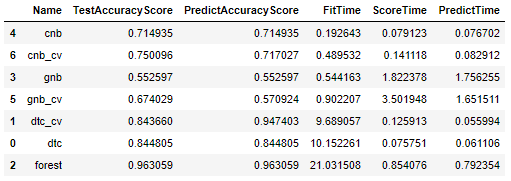 Name TestAccuracyScore PredictAccuracyScore FitTime ScoreTime PredictTime
4 cnb 0.714935 0.714935 0.192643 0.079123 0.076702
6 cnb_cv 0.750096 0.717027 0.489532 0.141118 0.082912
3 gnb 0.552597 0.552597 0.544163 1.822378 1.756255
5 gnb_cv 0.674029 0.570924 0.902207 3.501948 1.651511
1 dtc_cv 0.843660 0.947403 9.689057 0.125913 0.055994
0 dtc 0.844805 0.844805 10.152261 0.075751 0.061106
2 forest 0.963059 0.963059 21.031508 0.854076 0.792354